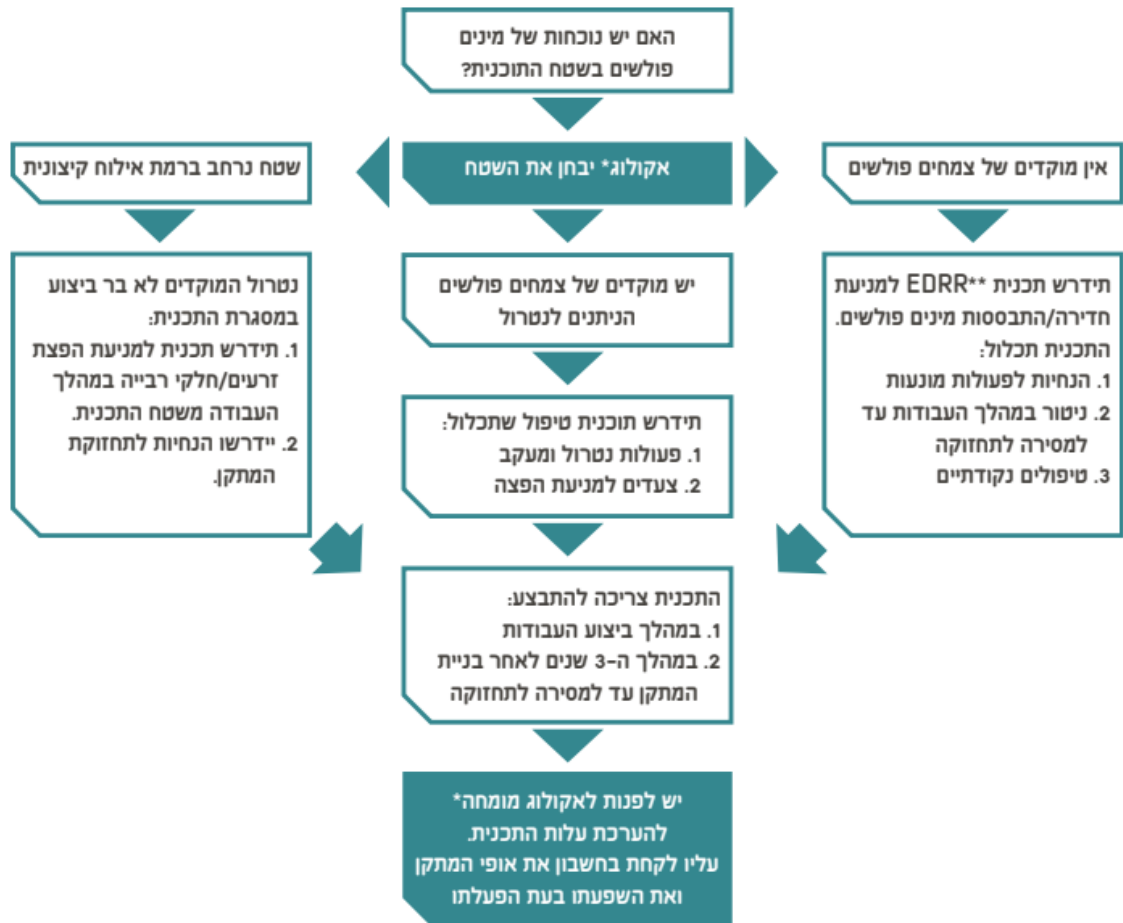 האם יש נוכחות של מינים
פולשים בשטח התוכנית?
אקולוג* יבחן את השטח
אין מוקדים של צמחים פולשים
תידרש תכנית **EDRR למניעת
חדירה/התבססות מינים פולשים.
התכנית תכלול:
1. הנחיות לפעולות מונעות
2. ניטור במהלך העבודות עד
למסירה לתחזוקה
3. טיפולים נקודתיים
יש מוקדים של צמחים פולשים
הניתנים לנטרול
תידרש תוכנית טיפול שתכלול:
1. פעולות נטרול ומעקב
2. צעדים למניעת הפצה
שטח נרחב ברמת אילוח קיצונית
נטרול המוקדים לא בר ביצוע
במסגרת התכנית:
1. תידרש תכנית למניעת הפצת
זרעים/חלקי רבייה במהלך
העבודה משטח התכנית.
2. יידרשו הנחיות לתחזוקת
המתקן.
התכנית צריכה להתבצע:
1. במהלך ביצוע העבודות
2. במהלך ה-3 שנים לאחר בניית
המתקן עד למסירה לתחזוקה
יש לפנות לאקולוג מומחה*
להערכת עלות התכנית.
עליו לקחת בחשבון את אופי המתקן
ואת השפעתו בעת הפעלתו